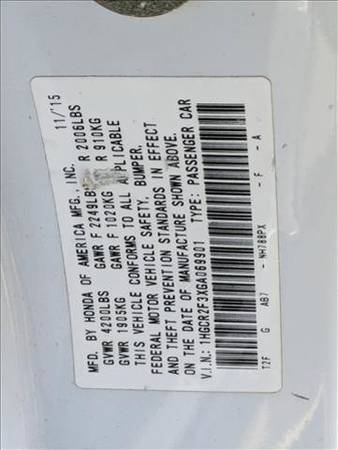 MFD. BY HONDA OF AMERICA MFG., INC. 11/'15
GVWR 4200LBS GAWR F 2249LBS R 2006LBS
GVWR 1905KG GAWR F 1020KG R 910KG
THIS VEHICLE CONFORMS TO ALL APPLICABLE
FEDERAL MOTOR VEHICLE SAFETY, BUMPER,
AND THEFT PREVENTION STANDARDS IN EFFECT
ON THE DATE OF MANUFACTURE SHOWN ABOVE.
V.I.N.: 1HGCR2F3XGA069901 TYPE: PASSENGER CAR
T2F G AB7 - NH788PX - F - A